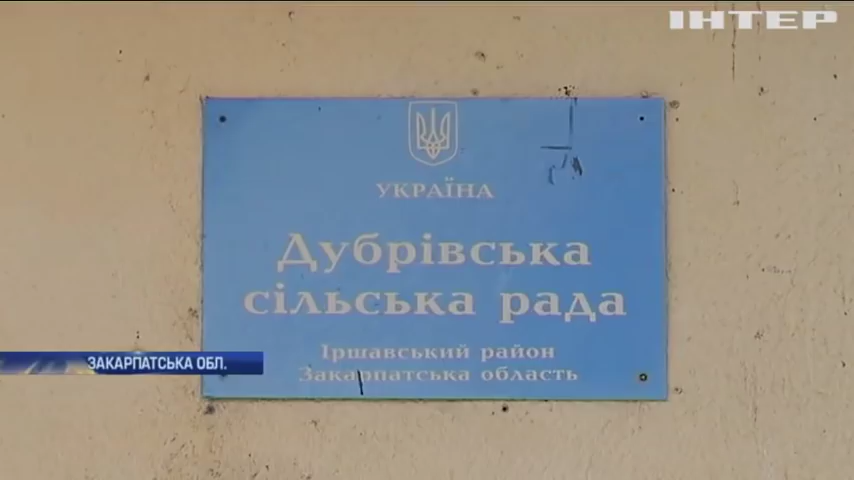 ІНТЕР
УКРАЇНА
Дубрівська
сільська рада
Іршавський район
Закарпатська область
ЗАКАРПАТСЬКА ОБЛ.